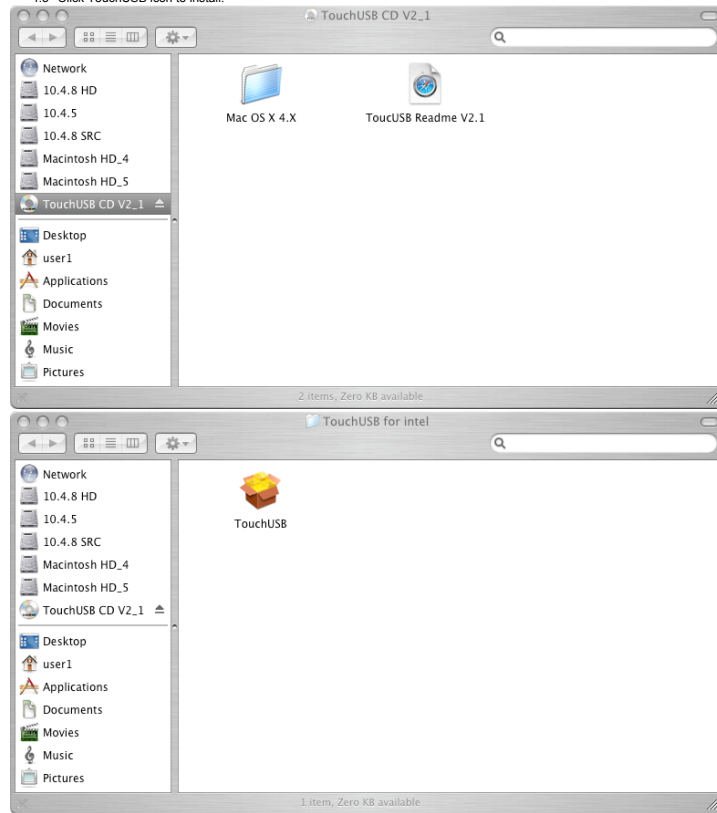 Click TouchUSB icon to install.
TouchUSB CD V2_1
Network
10.4.8 HD
10.4.5
10.4.8 SRC
Macintosh HD_4
Macintosh HD_5
TouchUSB CD V2_1
Desktop
user1
Applications
Documents
Movies
Music
Pictures
Mac OS X 4.X
ToucUSB Readme V2.1
2 items, Zero KB available
TouchUSB for intel
Network
10.4.8 HD
10.4.5
10.4.8 SRC
Macintosh HD_4
Macintosh HD_5
TouchUSB CD V2_1
Desktop
user1
Applications
Documents
Movies
Music
Pictures
TouchUSB
1 item, Zero KB available